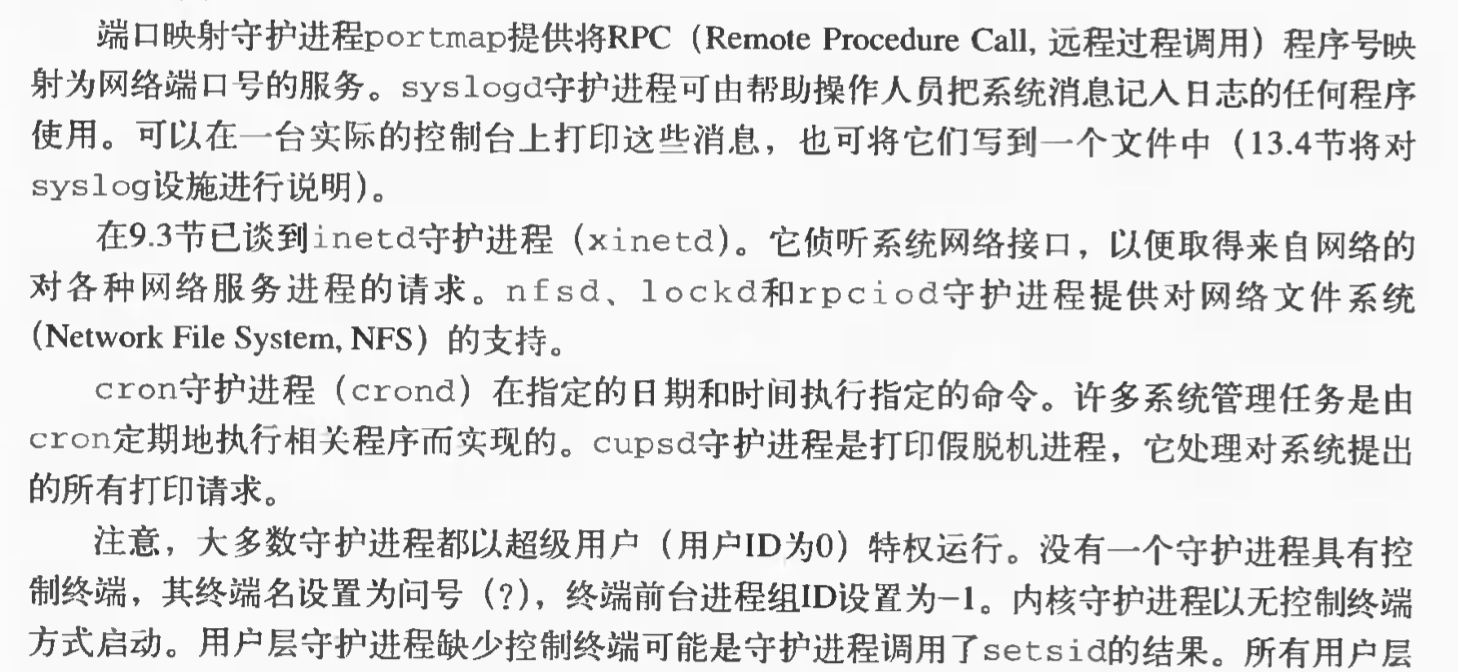 端口映射守护进程portmap提供将RPC（Remote Procedure Call, 远程过程调用）程序号映
射为网络端口号的服务。syslogd守护进程可由帮助操作人员把系统消息记入日志的任何程序
使用。可以在一台实际的控制台上打印这些消息，也可将它们写到一个文件中（13.4节将对
syslog设施进行说明）。
在9.3节已谈到inetd守护进程（xinetd）。它侦听系统网络接口，以便取得来自网络的
对各种网络服务进程的请求。nfsd、lockd和rpciod守护进程提供对网络文件系统
（Network File System, NFS）的支持。
cron守护进程（crond）在指定的日期和时间执行指定的命令。许多系统管理任务是由
cron定期地执行相关程序而实现的。cupsd守护进程是打印假脱机进程，它处理对系统提出
的所有打印请求。
注意，大多数守护进程都以超级用户（用户ID为0）特权运行。没有一个守护进程具有控
制终端，其终端名设置为问号（?），终端前台进程组ID设置为–1。内核守护进程以无控制终端
方式启动。用户层守护进程缺少控制终端可能是守护进程调用了setsid的结果。所有用户层